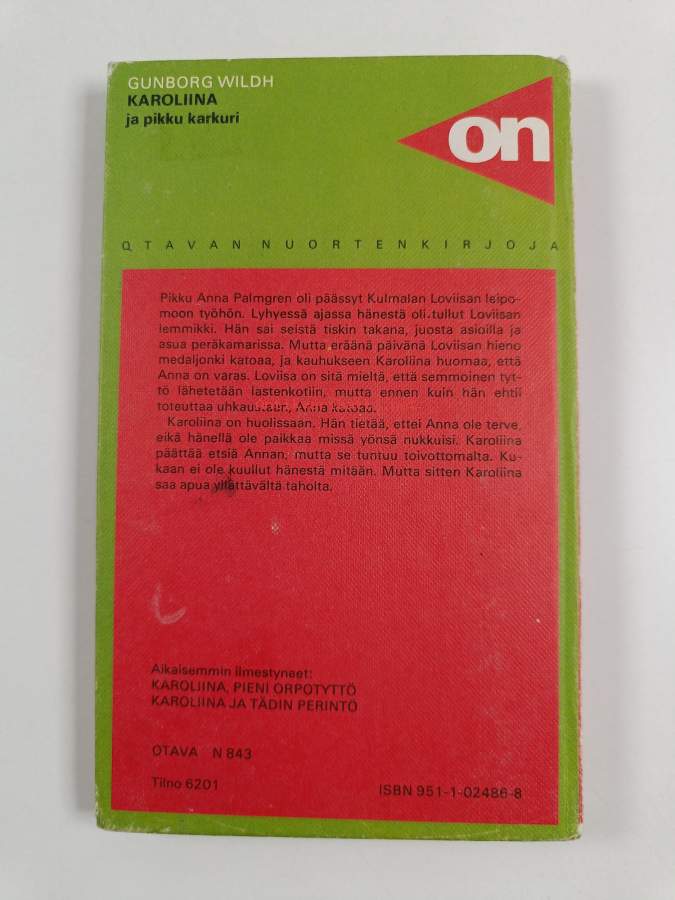 GUNBORG WILDH
KAROLIINA
ja pikku karkuri
on
OTAVAN NUORTENKIRJOJA
Pikku Anna Palmgren oli päässyt Kulmalan Loviisan leipo-
moon työhön. Lyhyessä ajassa hänestä oli tullut Loviisan
lemmikki. Hän sai seistä tiskin takana, juosta asioilla ja
asua peräkamarissa. Mutta eräänä päivänä Loviisan hieno
medaljonki katoaa, ja kauhukseen Karoliina huomaa, että
Anna on varas. Loviisa on sitä mieltä, että semmoinen tyt-
tö lähetetään lastenkotiin, mutta ennen kuin hän ehtii
toteuttaa uhkaustaan, Anna katoaa.
Karoliina on huolissaan. Hän tietää, ettei Anna ole terve,
eikä hänellä ole paikkaa missä yönsä nukkuisi. Karoliina
päättää etsiä Annan, mutta se tuntuu toivottomalta. Ku-
kaan ei ole kuullut hänestä mitään. Mutta sitten Karoliina
saa apua yllättävältä taholta.
Aikaisemmin ilmestyneet:
KAROLIINA, PIENI ORPOTYTTÖ
KAROLIINA JA TÄDIN PERINTÖ
OTAVA N 843
Tilno 6201
ISBN 951-1-02486-8